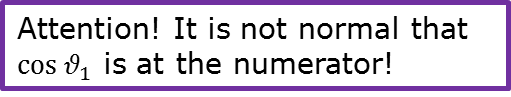 Attention! It is not normal that
cos 𝜗₁ is at the numerator!